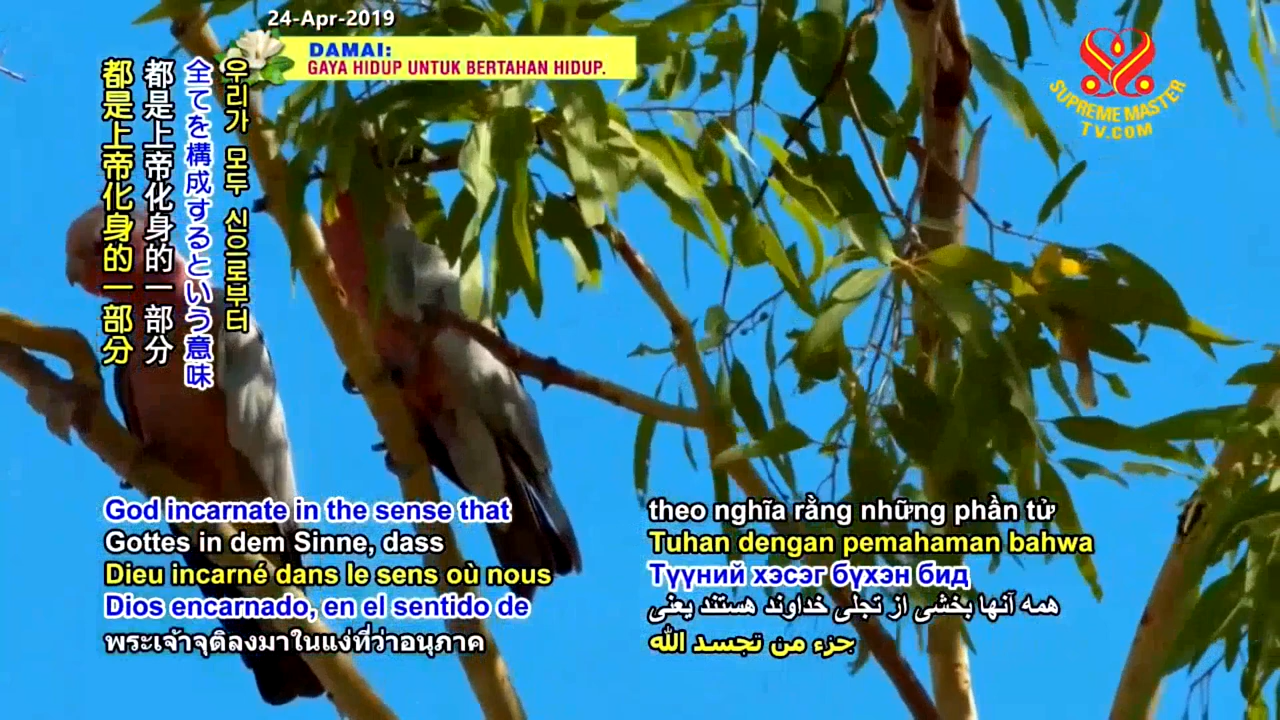 24-Apr-2019
DAMAI:
GAYA HIDUP UNTUK BERTAHAN HIDUP.
SUPREME MASTER
TV.COM
우리가 모두 신으로부터
全てを構成するという意味
都是上帝化身的一部分
都是上帝化身的一部分
God incarnate in the sense that
Gottes in dem Sinne, dass
Dieu incarné dans le sens où nous
Dios encarnado, en el sentido de
พระเจ้าจุติลงมาในแง่ที่ว่าอนุภาค
theo nghĩa rằng những phần tử
Tuhan dengan pemahaman bahwa
Түүний хэсэг бүхэн бид
همه آنها بخشی از تجلی خداوند هستند یعنی
جزء من تجسد الله